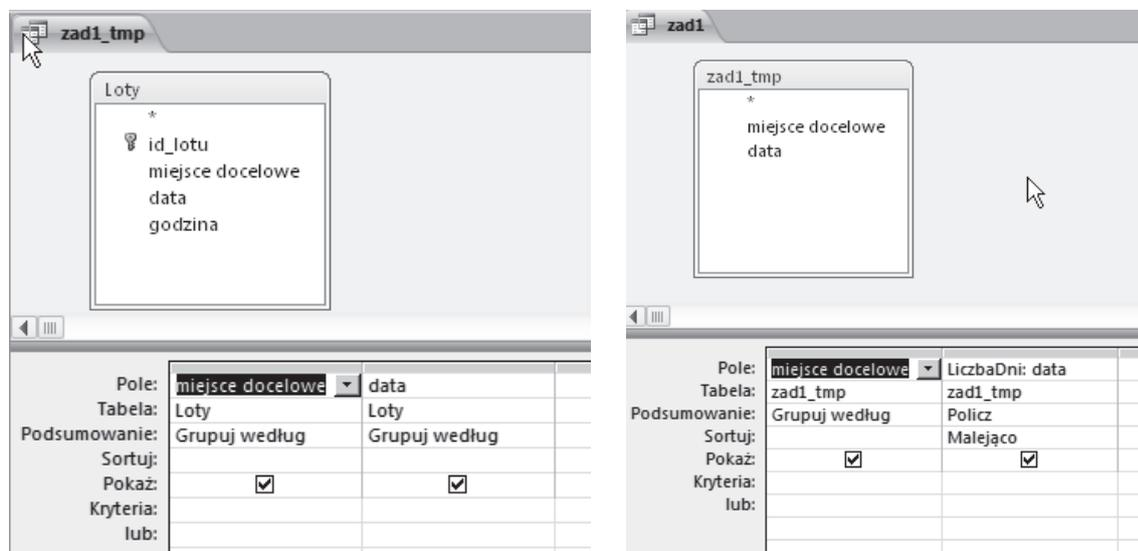 zad1_tmp
Loty
*
id_lotu
miejsce docelowe
data
godzina
Pole: miejsce docelowe data
Tabela: Loty Loty
Podsumowanie: Grupuj według Grupuj według
Sortuj:
Pokaż:
Kryteria:
lub:
zad1
zad1_tmp
*
miejsce docelowe
data
Pole: miejsce docelowe LiczbaDni: data
Tabela: zad1_tmp zad1_tmp
Podsumowanie: Grupuj według Policz
Sortuj: Malejąco
Pokaż:
Kryteria:
lub: